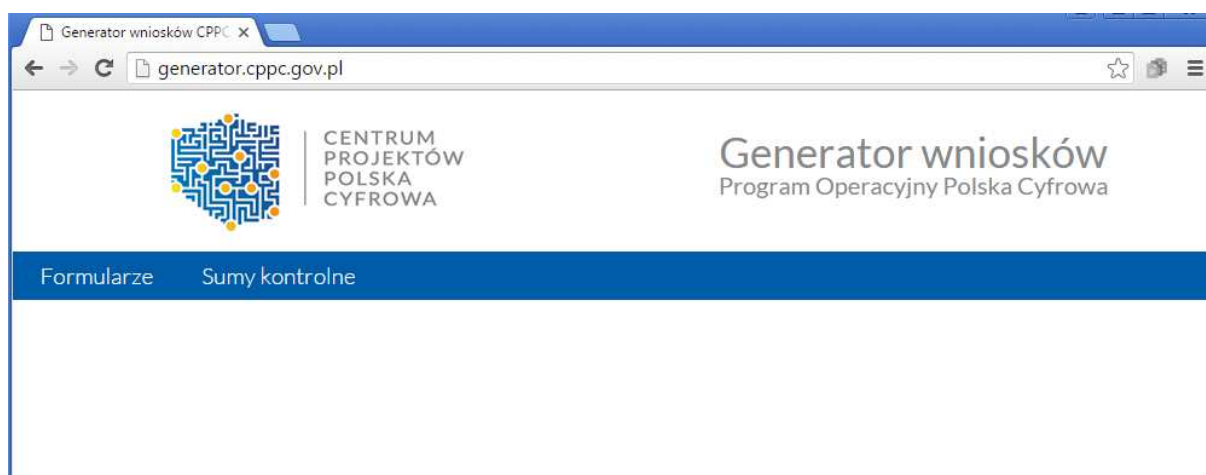 Generator wniosków CPPC
generator.cppc.gov.pl
CENTRUM
PROJEKTÓW
POLSKA
CYFROWA
Generator wniosków
Program Operacyjny Polska Cyfrowa
Formularze Sumy kontrolne